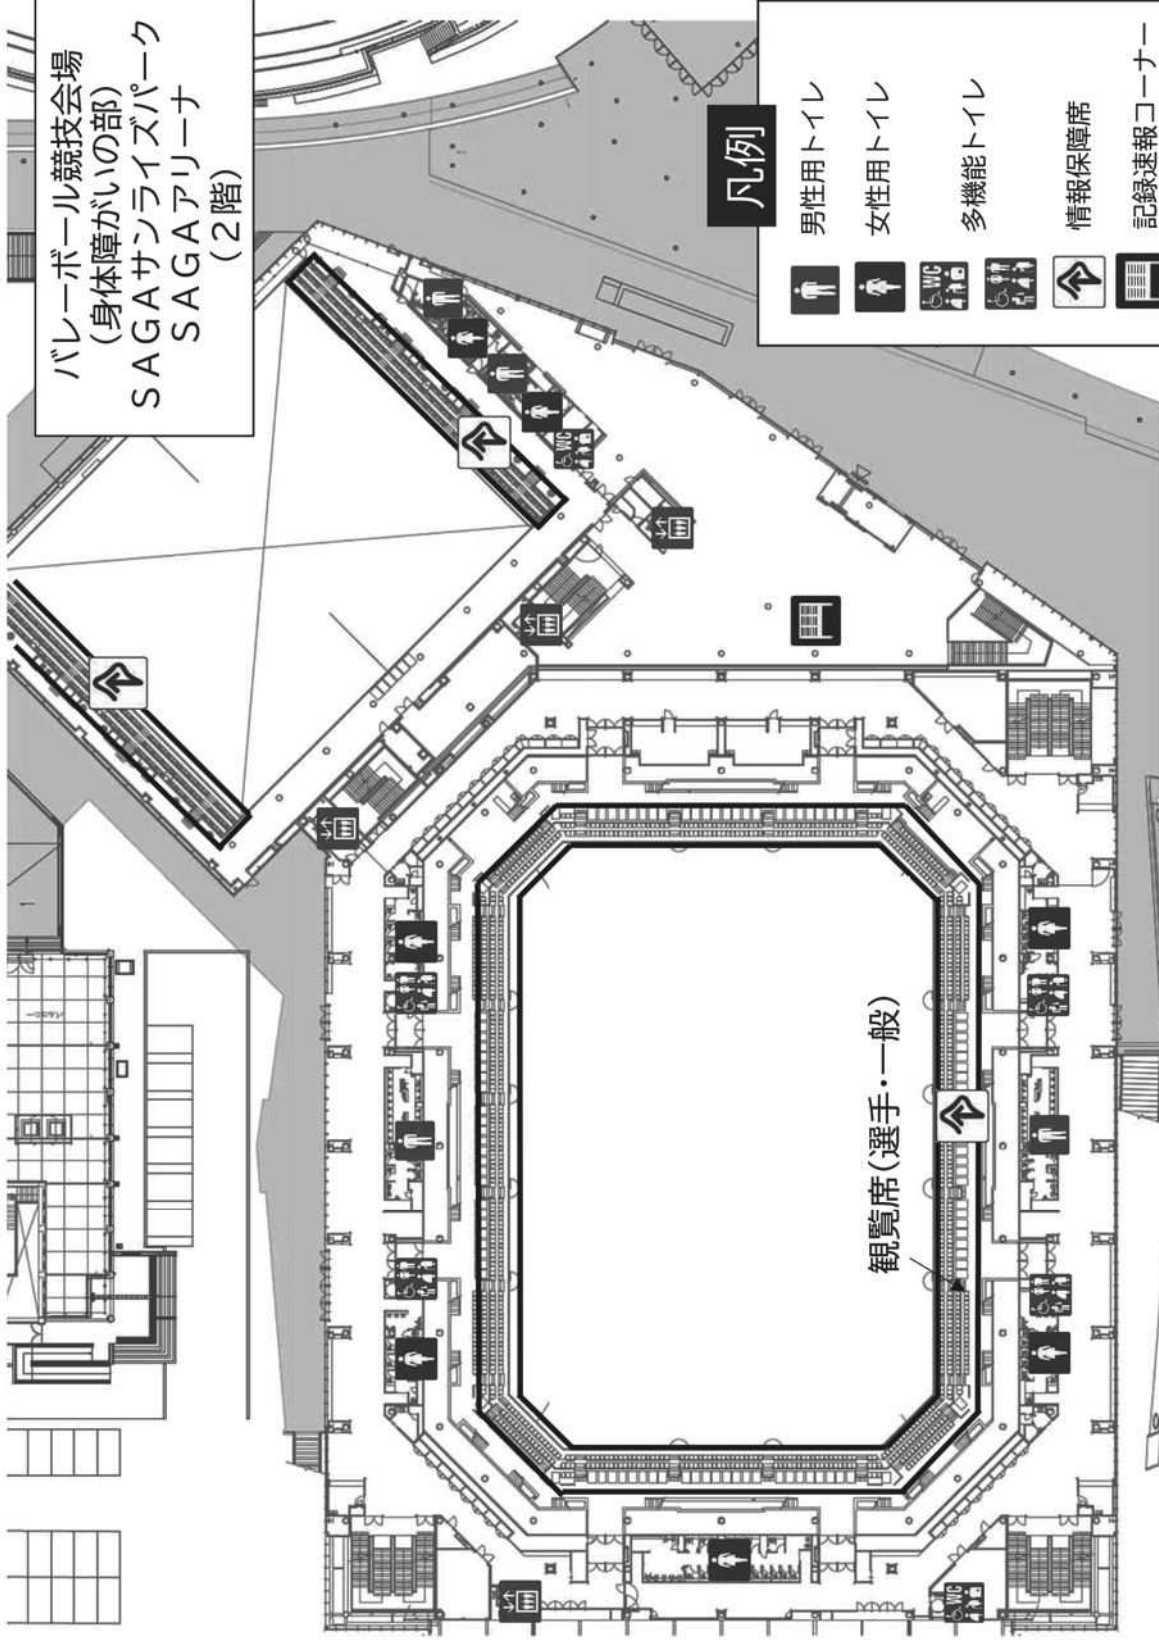 バレーボール競技会場
(身体障がいの部)
SAGAサンライズパーク
SAGAアリーナ
(2階)
凡例
男性用トイレ
女性用トイレ
WC
多機能トイレ
情報保障席
記録速報コーナー
WC
観覧席(選手・一般)
WC
1